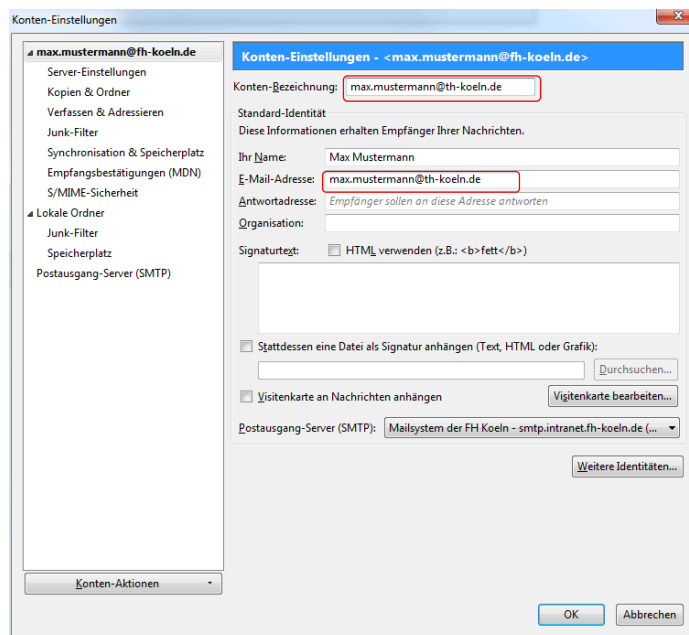 Konten-Einstellungen
max.mustermann@fh-koeln.de
Server-Einstellungen
Kopien & Ordner
Verfassen & Adressieren
Junk-Filter
Synchronisation & Speicherplatz
Empfangsbestätigungen (MDN)
S/MIME-Sicherheit
Lokale Ordner
Junk-Filter
Speicherplatz
Postausgang-Server (SMTP)
Konten-Aktionen
Konten-Einstellungen - <max.mustermann@fh-koeln.de>
Konten-Bezeichnung: max.mustermann@th-koeln.de
Standard-Identität
Diese Informationen erhalten Empfänger Ihrer Nachrichten.
Ihr Name: Max Mustermann
E-Mail-Adresse: max.mustermann@th-koeln.de
Antwortadresse: Empfänger sollen an diese Adresse antworten
Organisation:
Signaturtext: HTML verwenden (z.B.: <b>fett</b>)
Stattdessen eine Datei als Signatur anhängen (Text, HTML oder Grafik):
Durchsuchen...
Visitenkarte an Nachrichten anhängen Visitenkarte bearbeiten...
Postausgang-Server (SMTP): Mailsystem der FH Koeln - smtp.intranet.fh-koeln.de (...
Weitere Identitäten...
OK Abbrechen